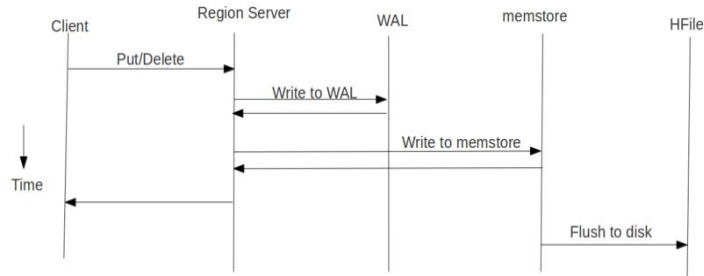 Client
Region Server
WAL
memstore
HFile
Put/Delete
Write to WAL
Write to memstore
Time
Flush to disk